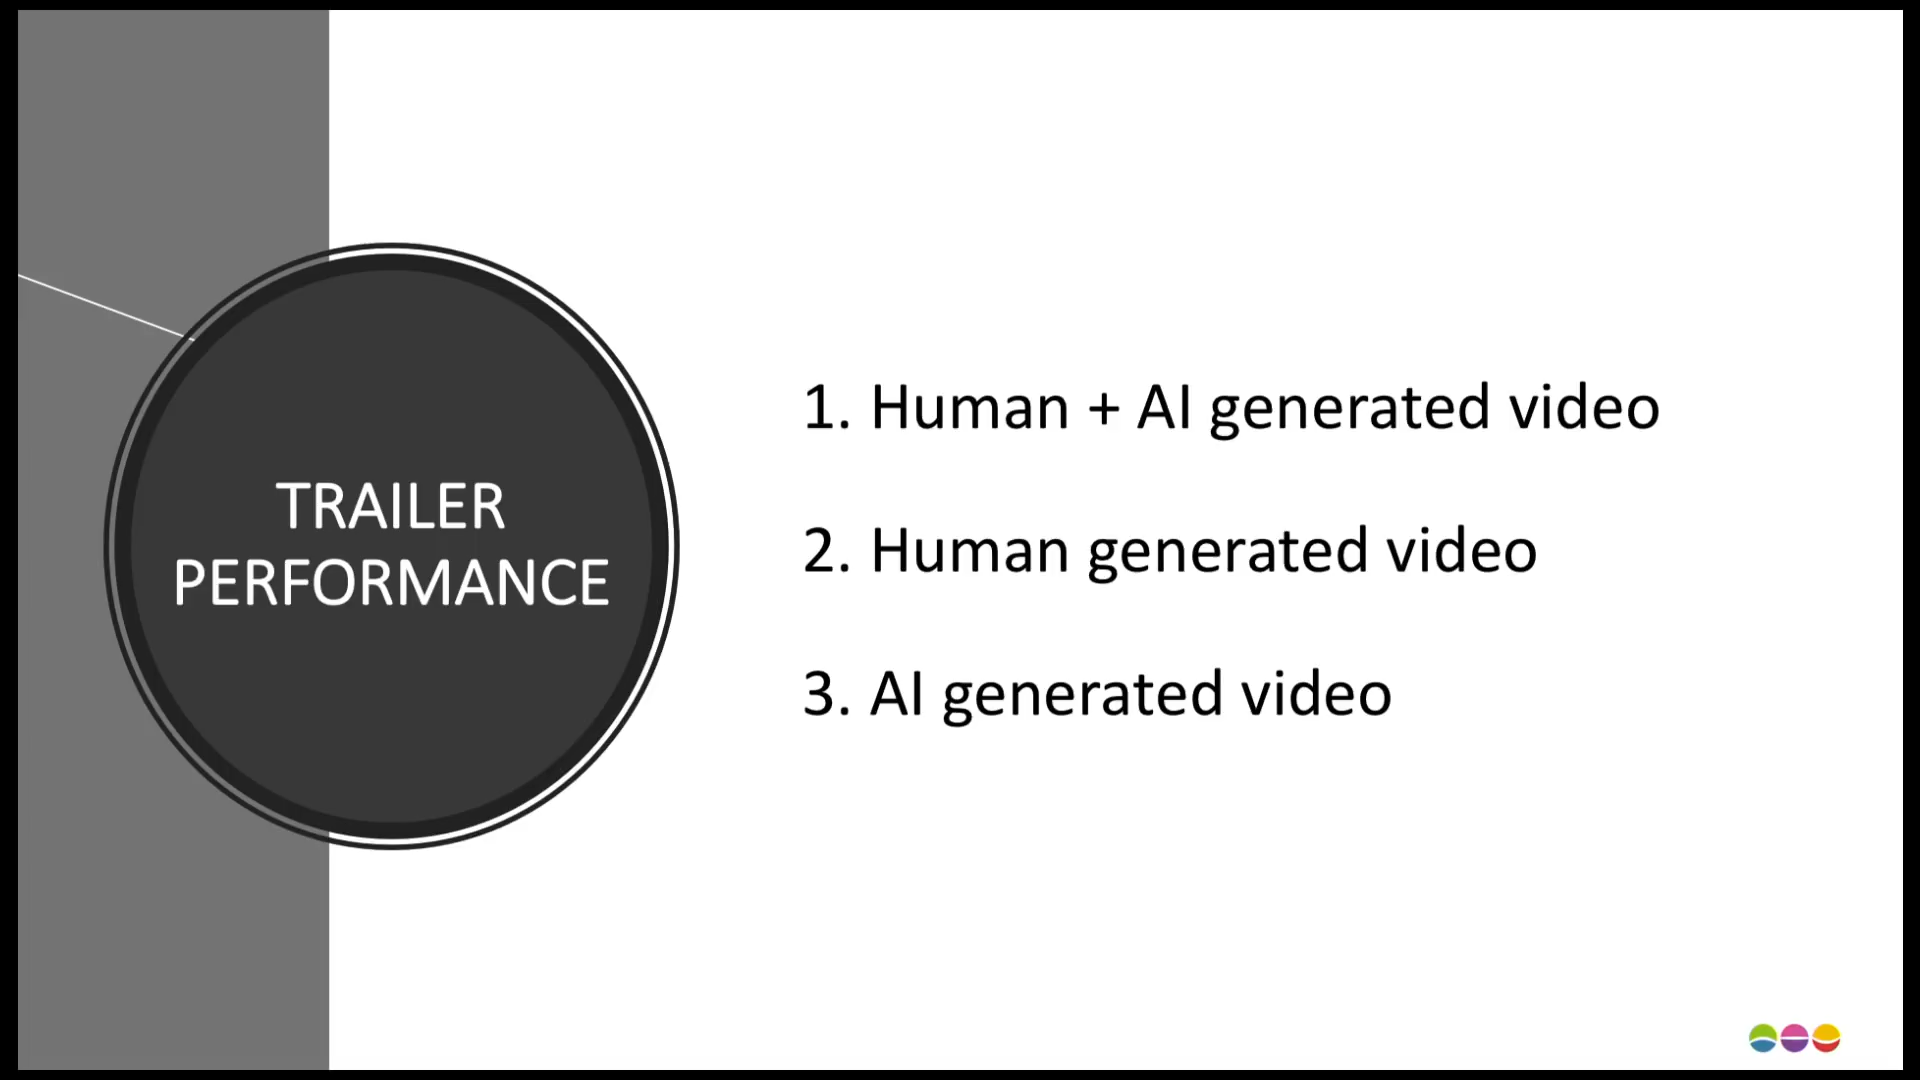 TRAILER
PERFORMANCE
1. Human + AI generated video
2. Human generated video
3. AI generated video